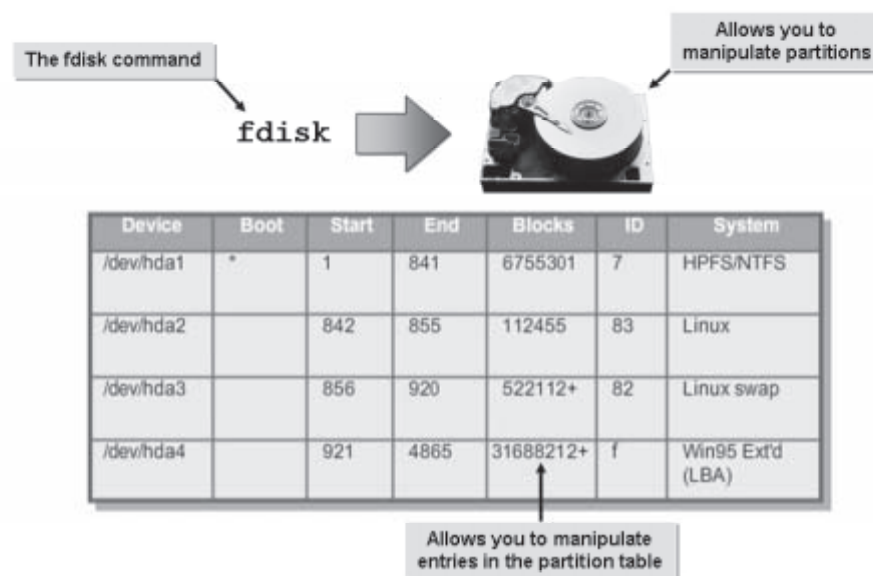 The fdisk command
Allows you to
manipulate partitions
fdisk
Device Boot Start End Blocks ID System
/dev/hda1 * 1 841 6755301 7 HPFS/NTFS
/dev/hda2 842 855 112455 83 Linux
/dev/hda3 856 920 522112+ 82 Linux swap
/dev/hda4 921 4865 31688212+ f Win95 Ext'd
(LBA)
Allows you to manipulate
entries in the partition table